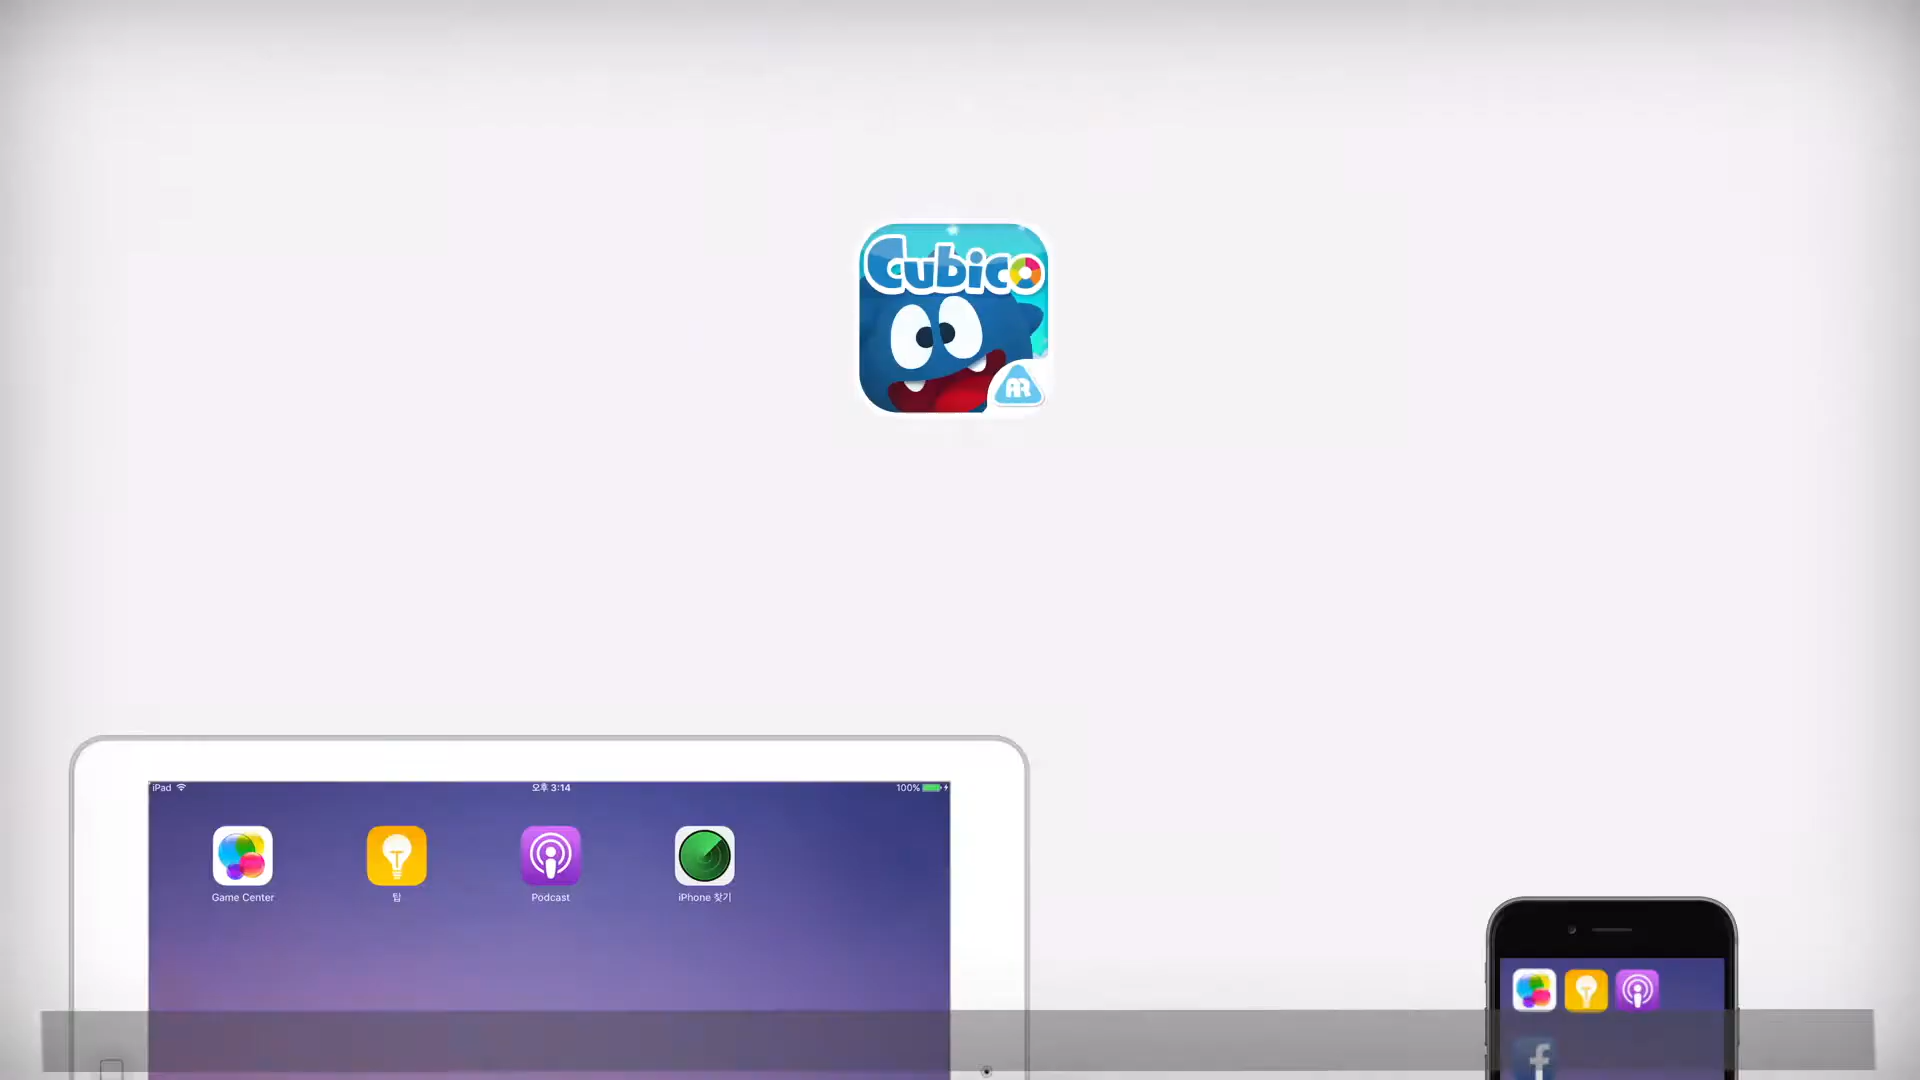 Cubico
AR
iPad
오후 3:14
100%
Game Center
팁
Podcast
iPhone 찾기